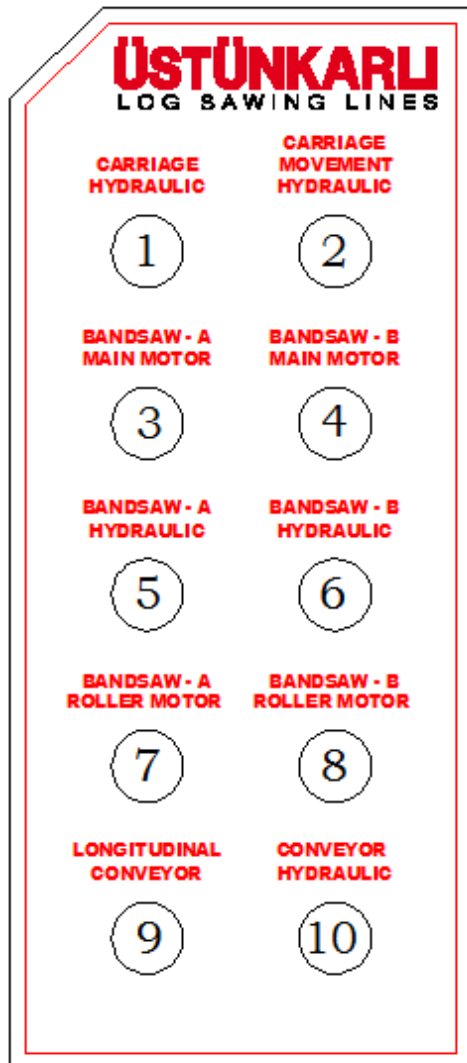 ÜSTÜNKARLI
LOG SAWING LINES
CARRIAGE
HYDRAULIC
1
CARRIAGE
MOVEMENT
HYDRAULIC
2
BANDSAW - A
MAIN MOTOR
3
BANDSAW - B
MAIN MOTOR
4
BANDSAW - A
HYDRAULIC
5
BANDSAW - B
HYDRAULIC
6
BANDSAW - A
ROLLER MOTOR
7
BANDSAW - B
ROLLER MOTOR
8
LONGITUDINAL
CONVEYOR
9
CONVEYOR
HYDRAULIC
10